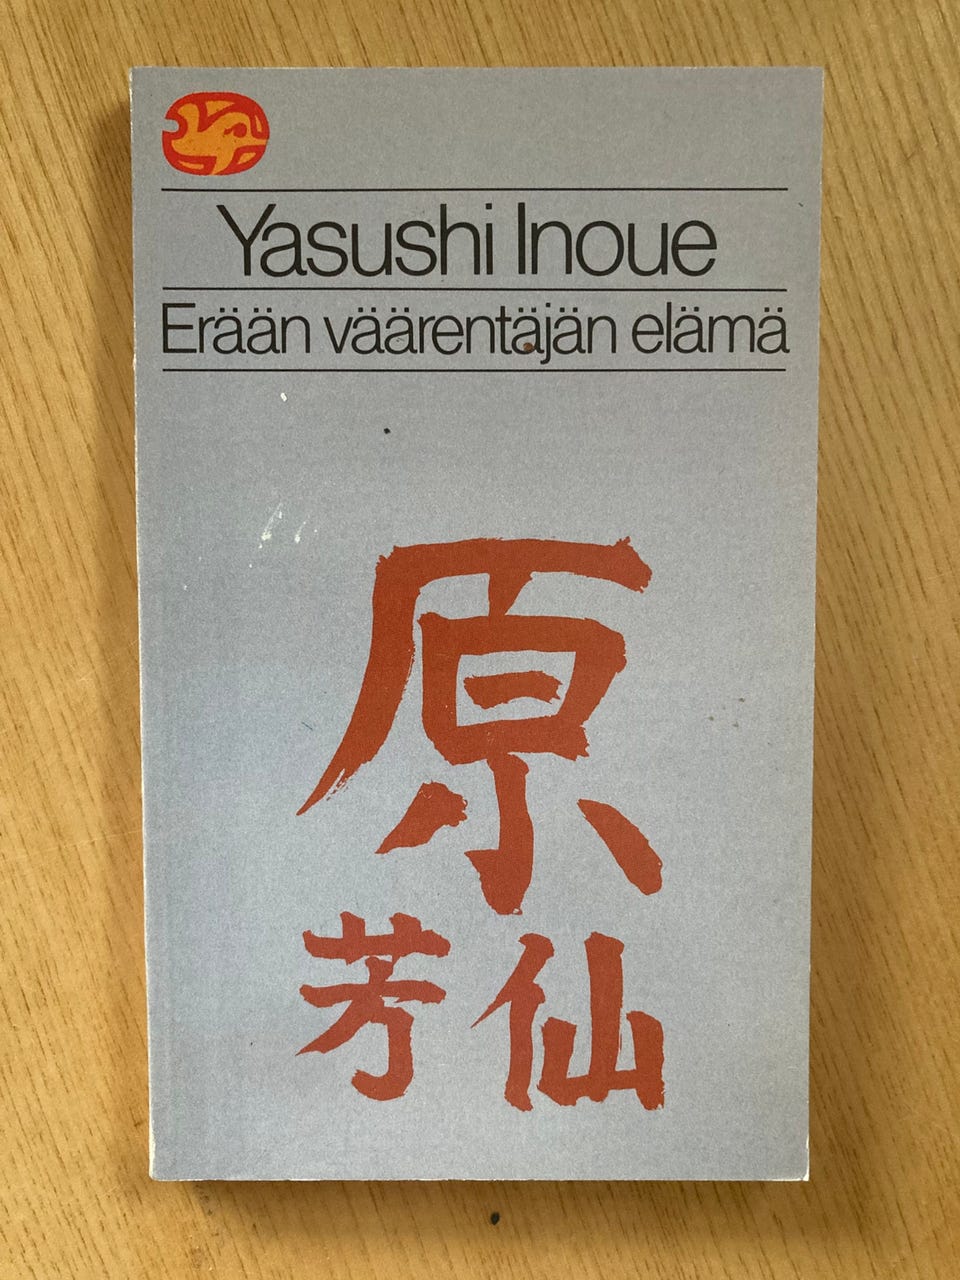 Yasushi Inoue
Erään väärentäjän elämä
原
芳仙